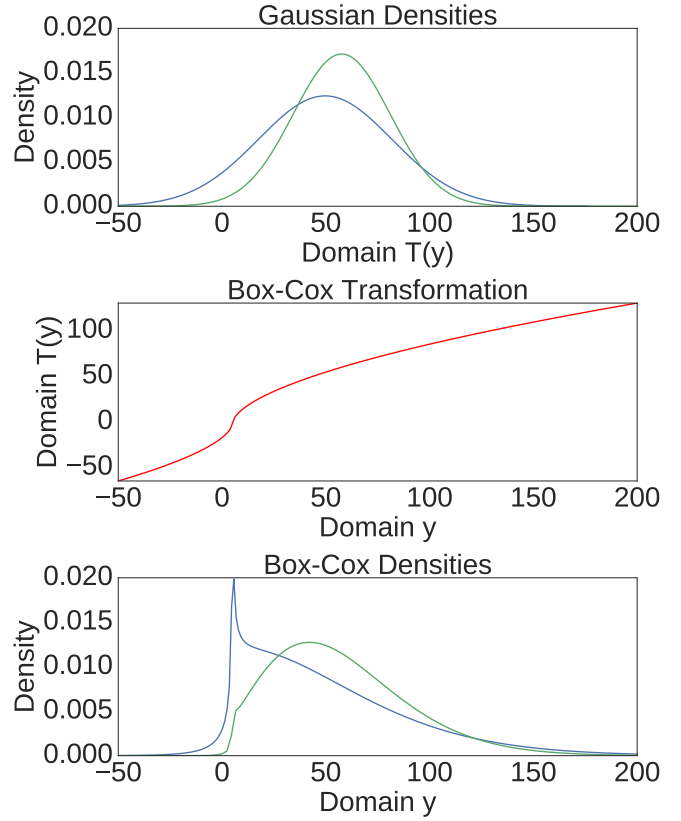 Gaussian Densities
0.020
0.015
0.010
0.005
0.000
Density
−50 0 50 100 150 200
Domain T(y)
Box-Cox Transformation
100
50
0
−50
Domain T(y)
−50 0 50 100 150 200
Domain y
Box-Cox Densities
0.020
0.015
0.010
0.005
0.000
Density
−50 0 50 100 150 200
Domain y